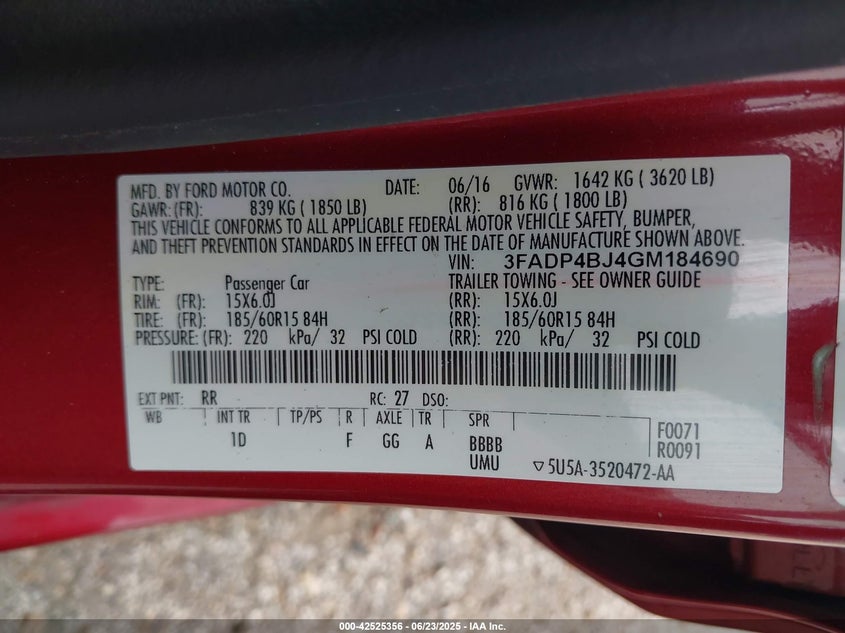 MFD. BY FORD MOTOR CO. DATE: 06/16 GVWR: 1642 KG ( 3620 LB)
GAWR: (FR): 839 KG ( 1850 LB) (RR): 816 KG ( 1800 LB)
THIS VEHICLE CONFORMS TO ALL APPLICABLE FEDERAL MOTOR VEHICLE SAFETY, BUMPER,
AND THEFT PREVENTION STANDARDS IN EFFECT ON THE DATE OF MANUFACTURE SHOWN ABOVE.
VIN: 3FADP4BJ4GM184690
TYPE: Passenger Car TRAILER TOWING - SEE OWNER GUIDE
RIM: (FR): 15X6.0J (RR): 15X6.0J
TIRE: (FR): 185/60R15 84H (RR): 185/60R15 84H
PRESSURE: (FR): 220 kPa/ 32 PSI COLD (RR): 220 kPa/ 32 PSI COLD
EXT PNT: RR RC: 27 DSO:
WB INT TR TP/PS R AXLE TR SPR F0071
1D F GG A BBBB R0091
UMU ▽ 5U5A-3520472-AA
000-42525356 - 06/23/2025 - IAA Inc.